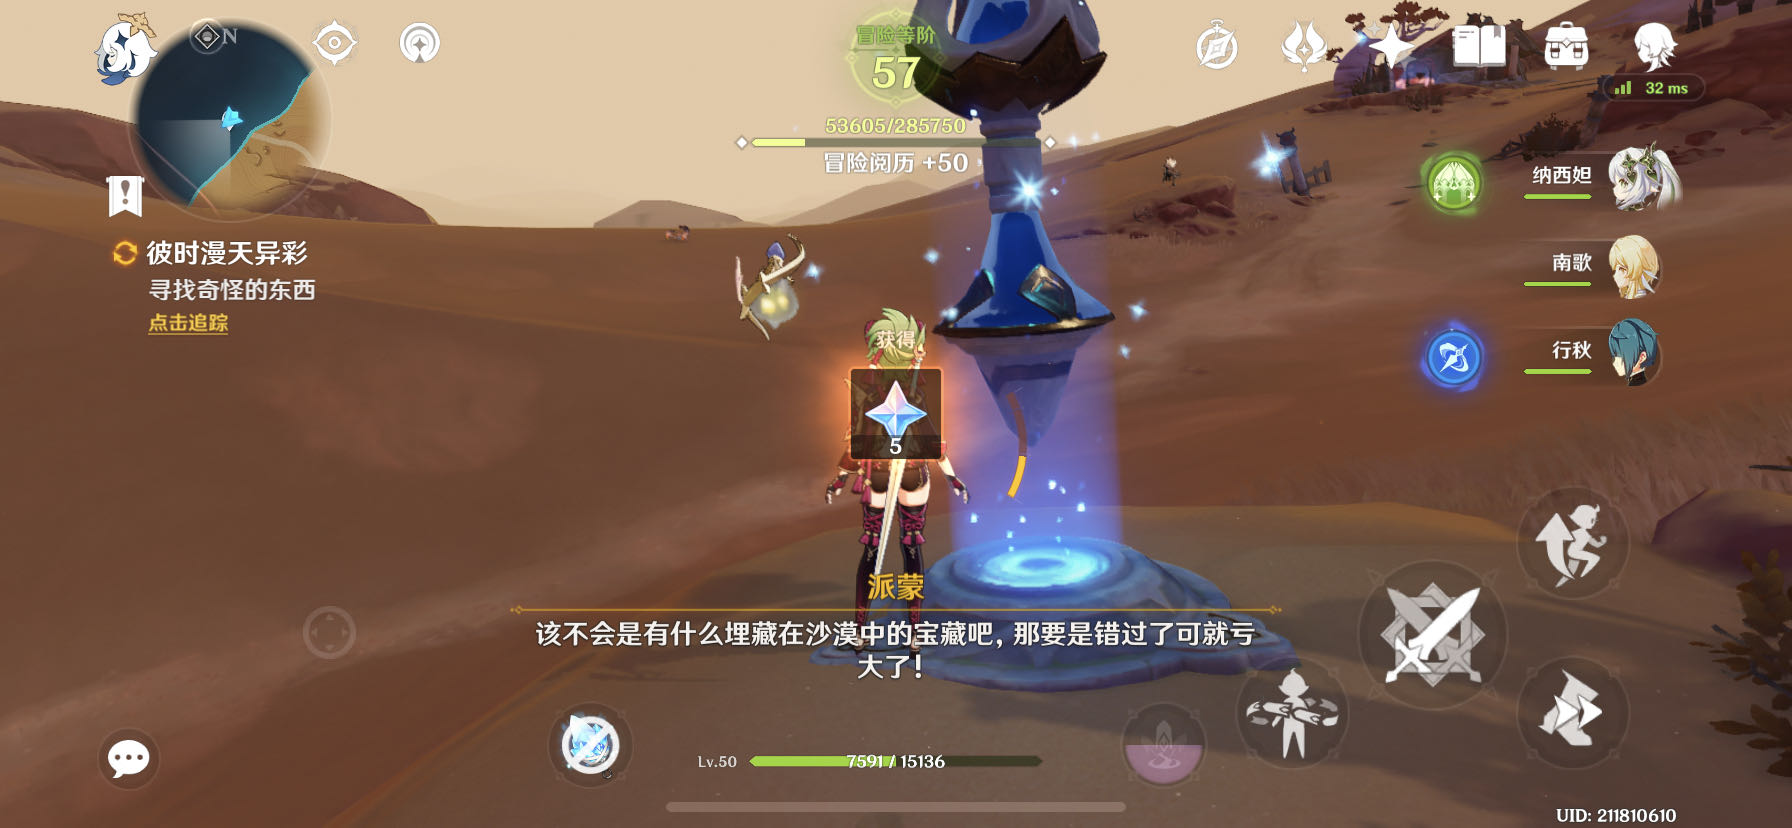 N
冒险等阶
57
53605/285750
冒险阅历 +50
32 ms
纳西妲
南歌
行秋
彼时漫天异彩
寻找奇怪的东西
点击追踪
获得
5
派蒙
该不会是有什么埋藏在沙漠中的宝藏吧，那要是错过了可就亏
大了！
Lv.50
7591 / 15136
UID: 211810610